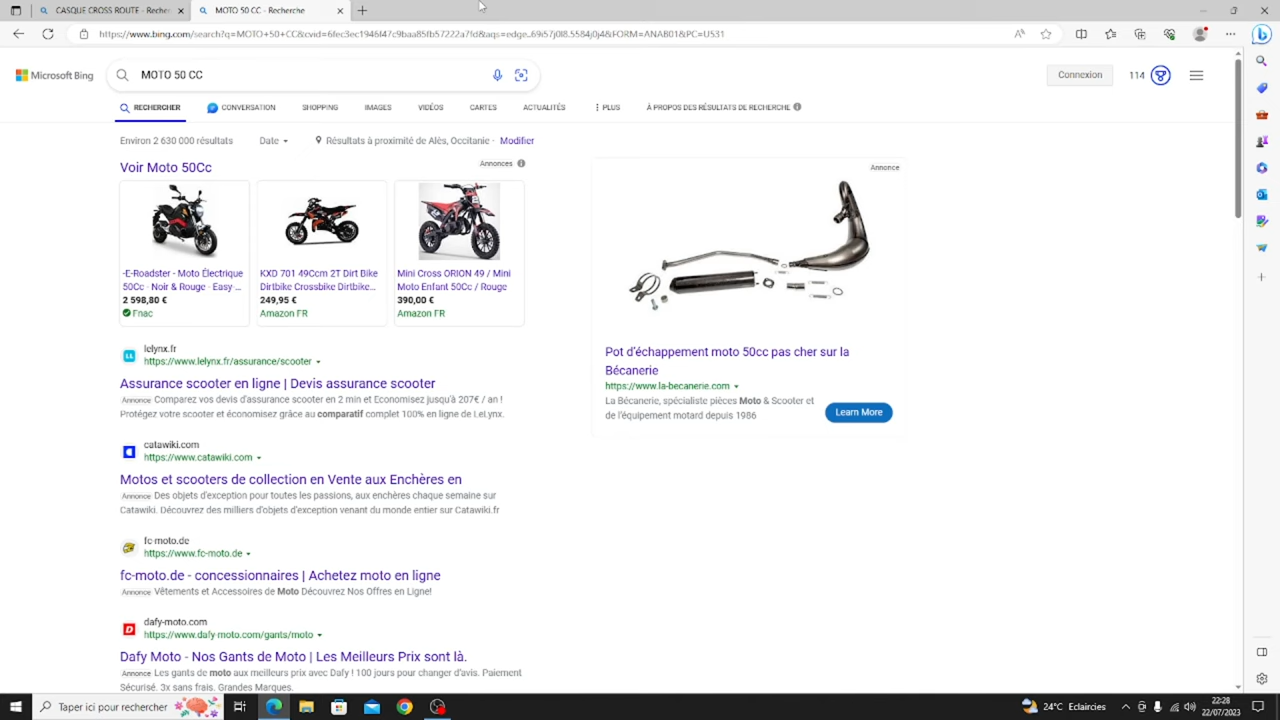 CASQUE CROSS ROUTE - Recher
MOTO 50 CC - Recherche
https://www.bing.com/search?q=MOTO+50+CC&cvid=6fec3ec1946f47c9baa85fb57222a7fd&aqs=edge..69i57j0l8.5584j0j4&FORM=ANAB01&PC=U531
Microsoft Bing
MOTO 50 CC
Connexion
114
RECHERCHER
CONVERSATION
SHOPPING
IMAGES
VIDÉOS
CARTES
ACTUALITÉS
PLUS
À PROPOS DES RÉSULTATS DE RECHERCHE
Environ 2 630 000 résultats
Date
Résultats à proximité de Alès, Occitanie ·
Modifier
Voir Moto 50Cc
Annonces
-E-Roadster - Moto Électrique
50Cc - Noir & Rouge - Easy ...
2 598,80 €
Fnac
KXD 701 49Ccm 2T Dirt Bike
Dirtbike Crossbike Dirtbike...
249,95 €
Amazon FR
Mini Cross ORION 49 / Mini
Moto Enfant 50Cc / Rouge
390,00 €
Amazon FR
lelynx.fr
https://www.lelynx.fr/assurance/scooter
Assurance scooter en ligne | Devis assurance scooter
Annonce Comparez vos devis d'assurance scooter en 2 min et Economisez jusqu'à 207€ / an !
Protégez votre scooter et économisez grâce au comparatif complet 100% en ligne de LeLynx.
catawiki.com
https://www.catawiki.com
Motos et scooters de collection en Vente aux Enchères en
Annonce Des objets d'exception pour toutes les passions, aux enchères chaque semaine sur
Catawiki. Découvrez des milliers d'objets d'exception venant du monde entier sur Catawiki.fr
fc-moto.de
https://www.fc-moto.de
fc-moto.de - concessionnaires | Achetez moto en ligne
Annonce Vêtements et Accessoires de Moto Découvrez Nos Offres en Ligne!
dafy-moto.com
https://www.dafy-moto.com/gants/moto
Dafy Moto - Nos Gants de Moto | Les Meilleurs Prix sont là.
Annonce Les gants de moto aux meilleurs prix avec Dafy ! 100 jours pour changer d'avis. Paiement
Sécurisé. 3x sans frais. Grandes Marques.
Annonce
Pot d'échappement moto 50cc pas cher sur la
Bécanerie
https://www.la-becanerie.com
La Bécanerie, spécialiste pièces Moto & Scooter et
de l'équipement motard depuis 1986
Learn More
Taper ici pour rechercher
24°C Eclaircies
22:28
22/07/2023